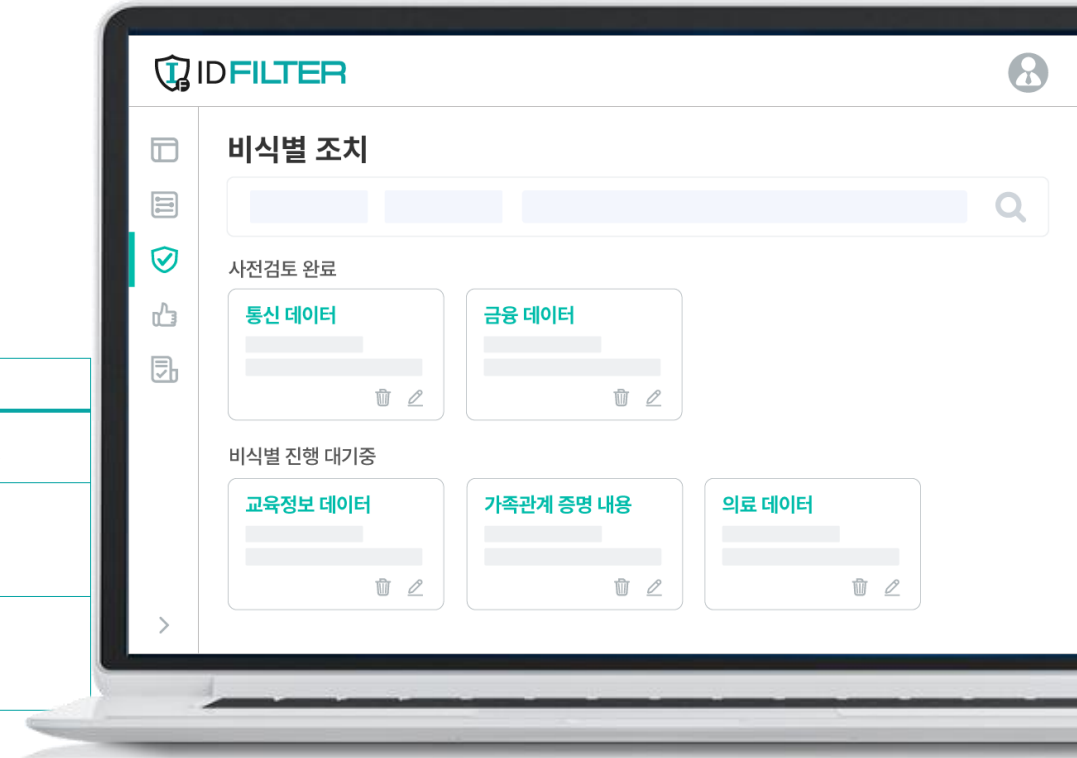 IDFILTER
비식별 조치
사전검토 완료
통신 데이터
금융 데이터
비식별 진행 대기중
교육정보 데이터
가족관계 증명 내용
의료 데이터